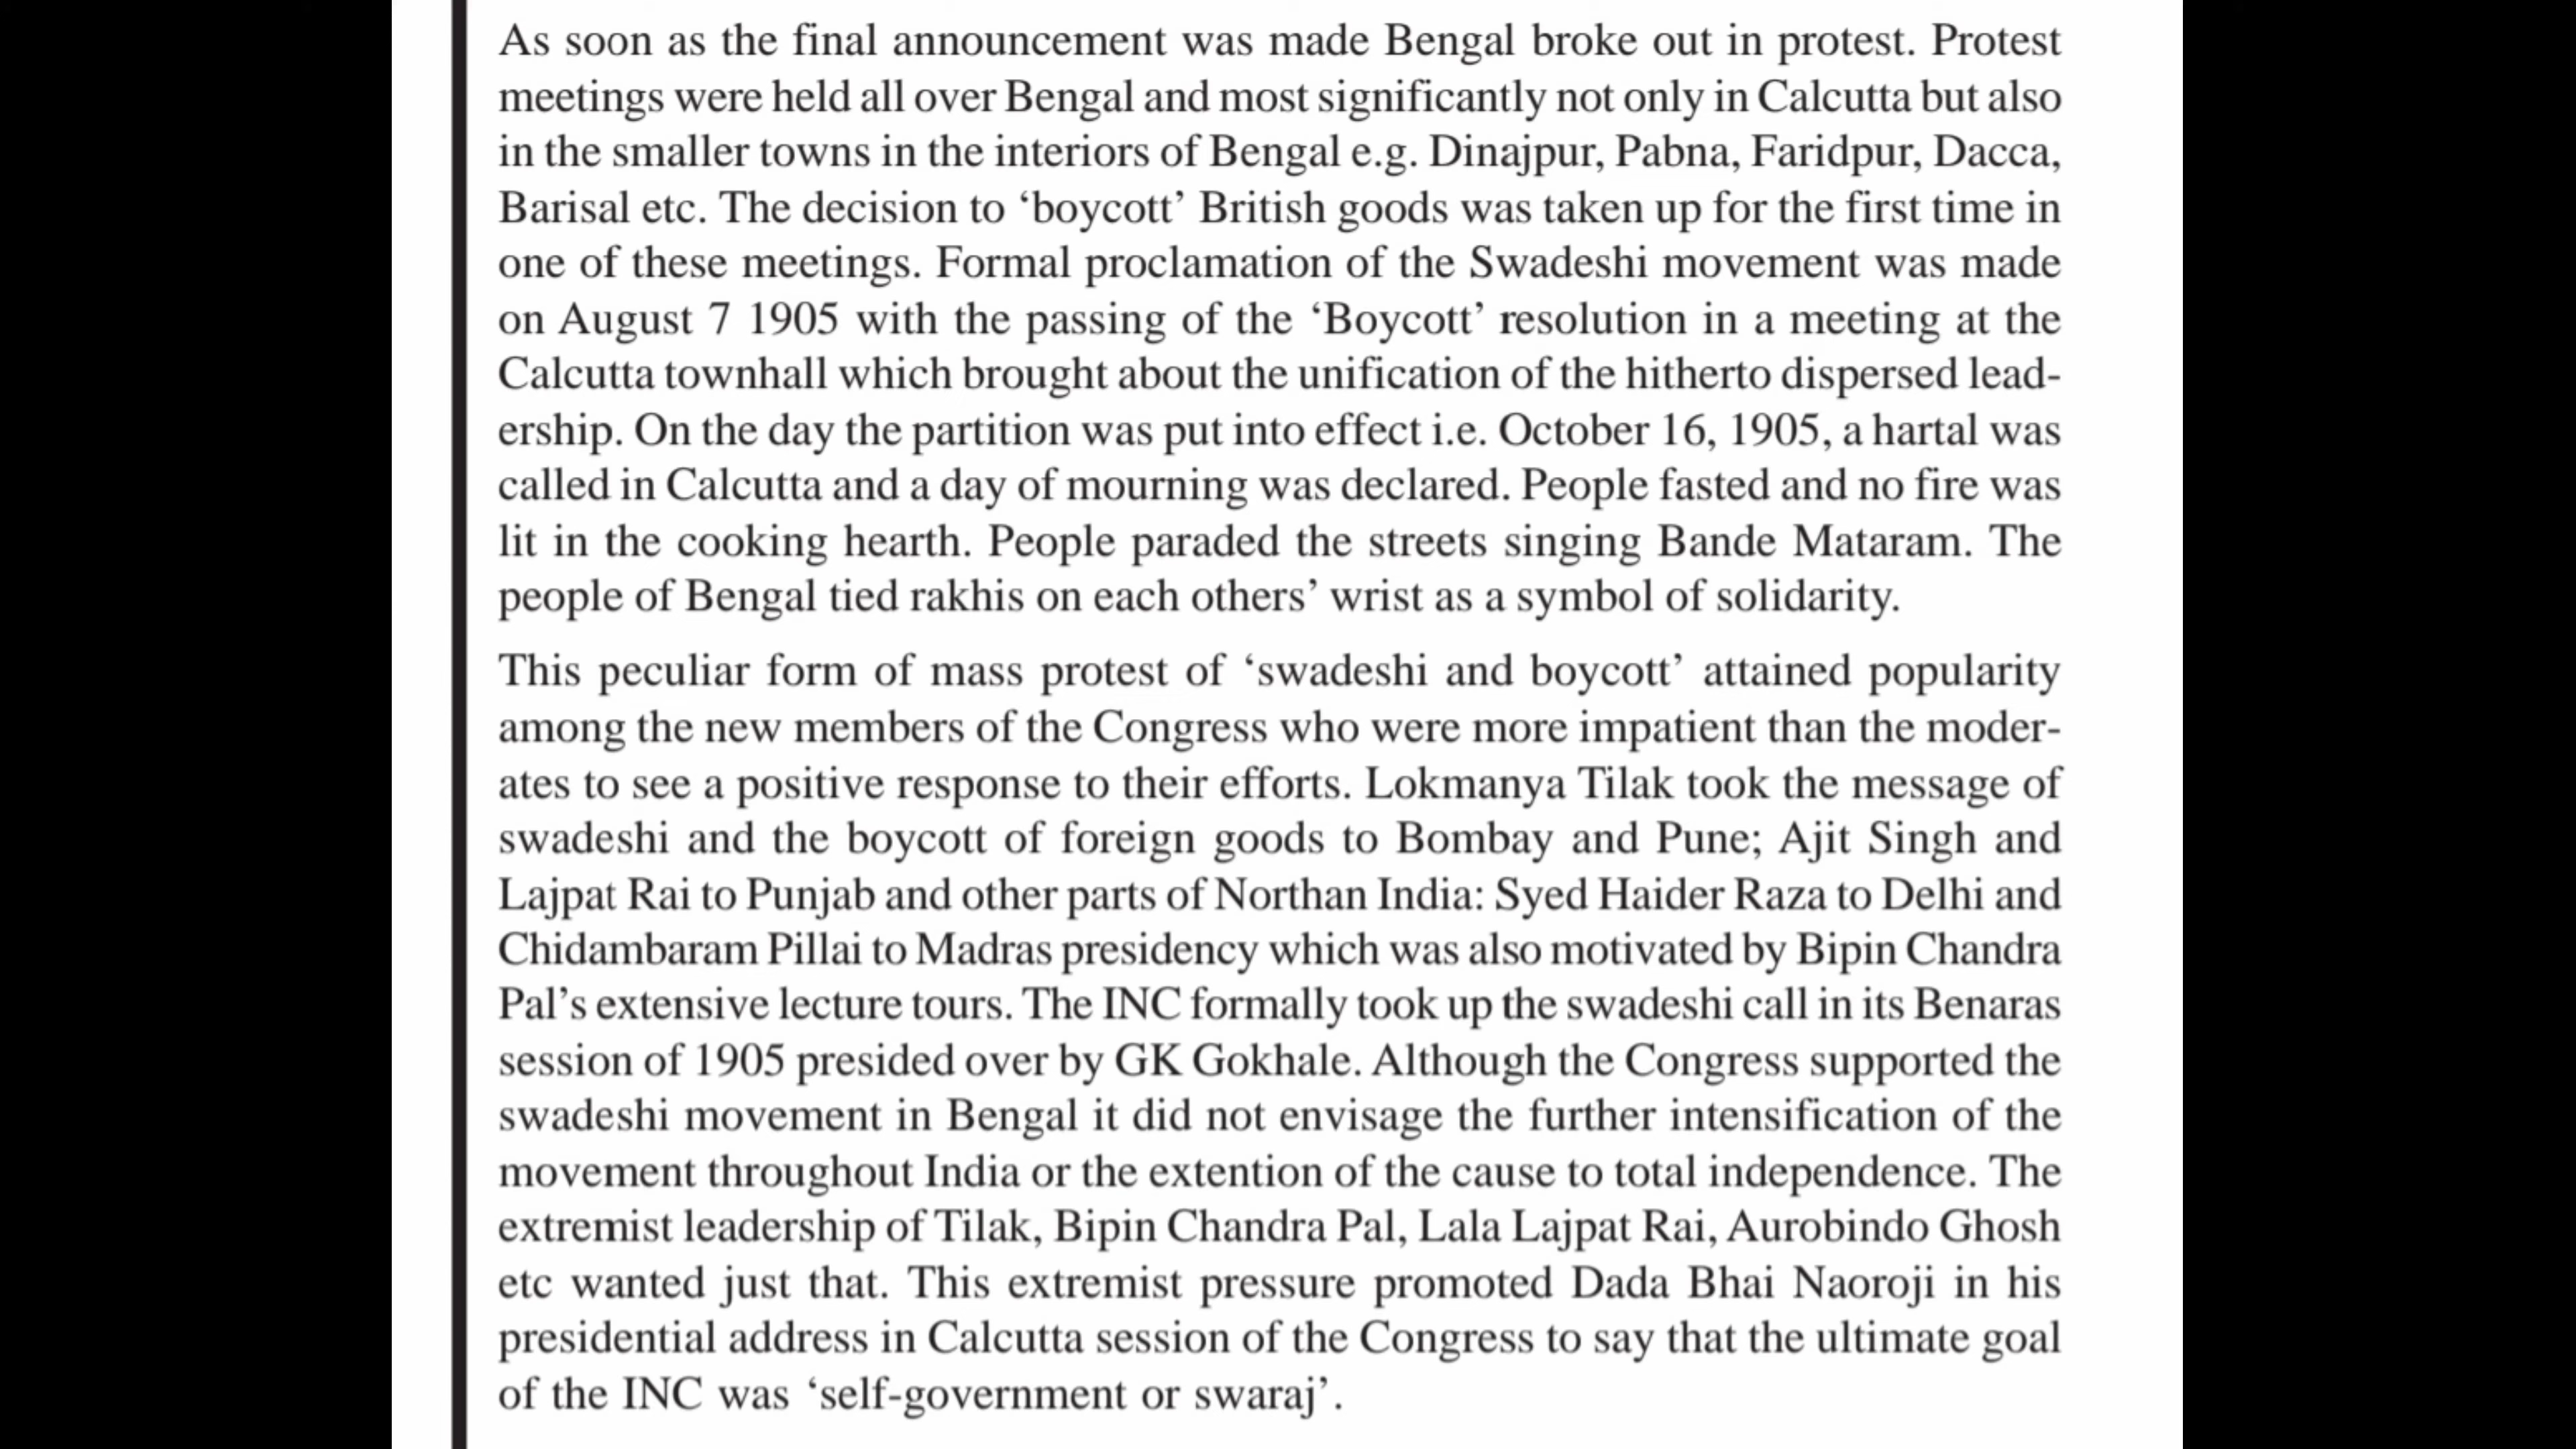 As soon as the final announcement was made Bengal broke out in protest. Protest
meetings were held all over Bengal and most significantly not only in Calcutta but also
in the smaller towns in the interiors of Bengal e.g. Dinajpur, Pabna, Faridpur, Dacca,
Barisal etc. The decision to ‘boycott’ British goods was taken up for the first time in
one of these meetings. Formal proclamation of the Swadeshi movement was made
on August 7 1905 with the passing of the ‘Boycott’ resolution in a meeting at the
Calcutta townhall which brought about the unification of the hitherto dispersed lead-
ership. On the day the partition was put into effect i.e. October 16, 1905, a hartal was
called in Calcutta and a day of mourning was declared. People fasted and no fire was
lit in the cooking hearth. People paraded the streets singing Bande Mataram. The
people of Bengal tied rakhis on each others’ wrist as a symbol of solidarity.
This peculiar form of mass protest of ‘swadeshi and boycott’ attained popularity
among the new members of the Congress who were more impatient than the moder-
ates to see a positive response to their efforts. Lokmanya Tilak took the message of
swadeshi and the boycott of foreign goods to Bombay and Pune; Ajit Singh and
Lajpat Rai to Punjab and other parts of Northan India: Syed Haider Raza to Delhi and
Chidambaram Pillai to Madras presidency which was also motivated by Bipin Chandra
Pal’s extensive lecture tours. The INC formally took up the swadeshi call in its Benaras
session of 1905 presided over by GK Gokhale. Although the Congress supported the
swadeshi movement in Bengal it did not envisage the further intensification of the
movement throughout India or the extention of the cause to total independence. The
extremist leadership of Tilak, Bipin Chandra Pal, Lala Lajpat Rai, Aurobindo Ghosh
etc wanted just that. This extremist pressure promoted Dada Bhai Naoroji in his
presidential address in Calcutta session of the Congress to say that the ultimate goal
of the INC was ‘self-government or swaraj’.